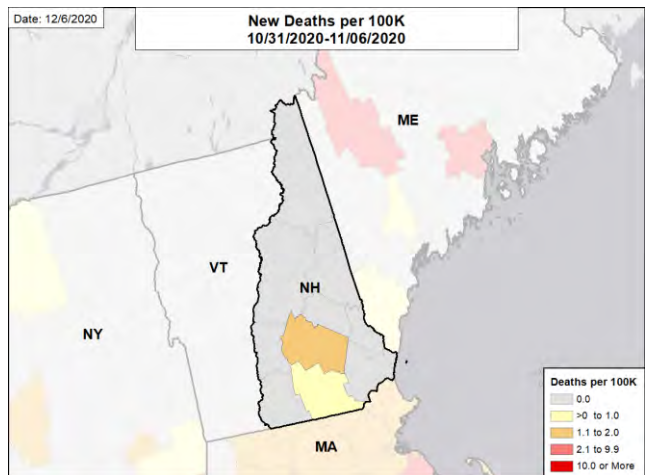 Date: 12/6/2020
New Deaths per 100K
10/31/2020-11/06/2020
ME
VT
NH
NY
MA
Deaths per 100K
0.0
>0 to 1.0
1.1 to 2.0
2.1 to 9.9
10.0 or More